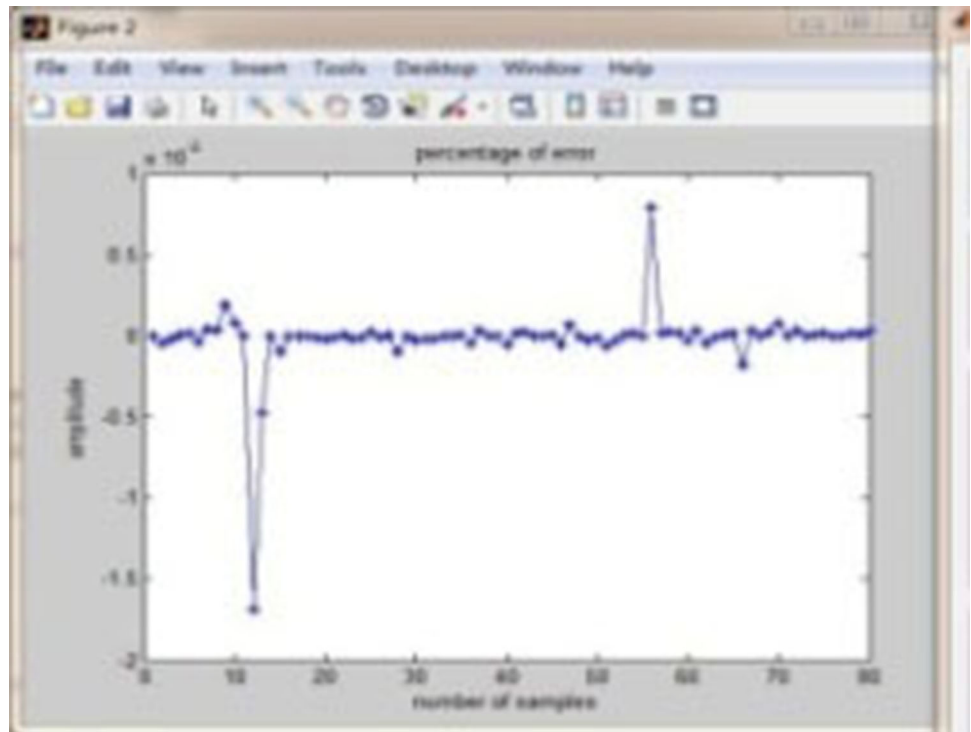 Figure 2
File Edit View Insert Tools Desktop Window Help
percentage of error
1
0.5
0
-0.5
-1
-1.5
-2
amplitude
0 10 20 30 40 50 60 70 80
number of samples